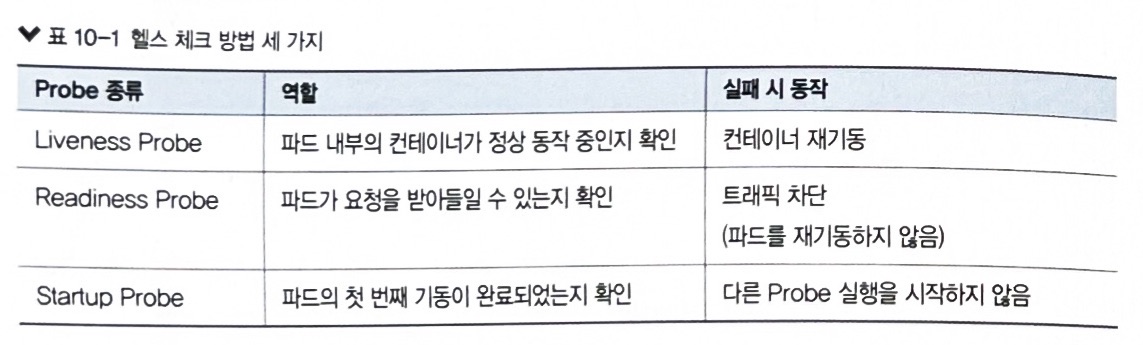 표 10-1 헬스 체크 방법 세 가지
Probe 종류 역할 실패 시 동작
Liveness Probe 파드 내부의 컨테이너가 정상 동작 중인지 확인 컨테이너 재기동
Readiness Probe 파드가 요청을 받아들일 수 있는지 확인 트래픽 차단
(파드를 재기동하지 않음)
Startup Probe 파드의 첫 번째 기동이 완료되었는지 확인 다른 Probe 실행을 시작하지 않음